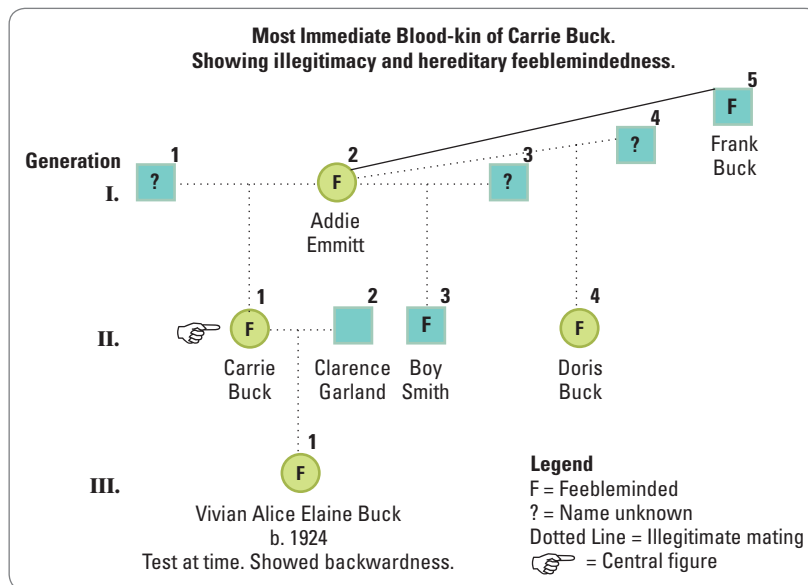 Most Immediate Blood-kin of Carrie Buck.
Showing illegitimacy and hereditary feeblemindedness.
5
F
Frank
Buck
4
?
Generation
I.
1
?
2
F
Addie
Emmitt
3
?
II.
1
F
Carrie
Buck
2
Clarence
Garland
3
F
Boy
Smith
4
F
Doris
Buck
III.
1
F
Vivian Alice Elaine Buck
b. 1924
Test at time. Showed backwardness.
Legend
F = Feebleminded
? = Name unknown
Dotted Line = Illegitimate mating
= Central figure